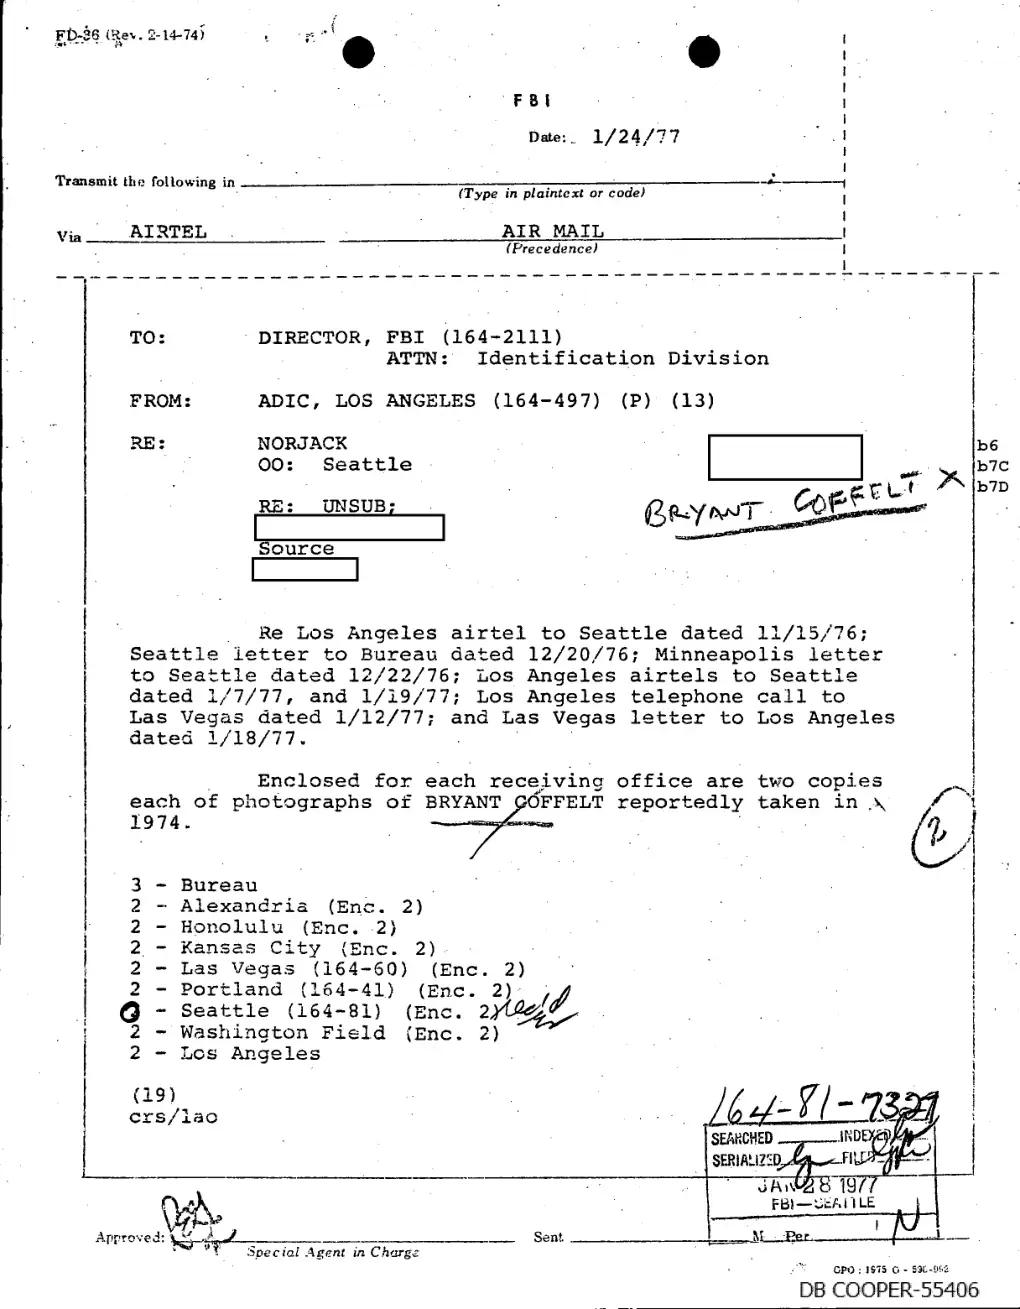 FD-36 (Rev. 2-14-74)
FBI
Date: 1/24/77
Transmit the following in
(Type in plaintext or code)
Via AIRTEL AIR MAIL
(Precedence)
TO: DIRECTOR, FBI (164-2111)
ATTN: Identification Division
FROM: ADIC, LOS ANGELES (164-497) (P) (13)
RE: NORJACK
OO: Seattle
b6
b7C
b7D
BRYANT COFFELT X
RE: UNSUB;
Source
Re Los Angeles airtel to Seattle dated 11/15/76;
Seattle letter to Bureau dated 12/20/76; Minneapolis letter
to Seattle dated 12/22/76; Los Angeles airtels to Seattle
dated 1/7/77, and 1/19/77; Los Angeles telephone call to
Las Vegas dated 1/12/77; and Las Vegas letter to Los Angeles
dated 1/18/77.
Enclosed for each receiving office are two copies
each of photographs of BRYANT COFFELT reportedly taken in
1974.
2
3 - Bureau
2 - Alexandria (Enc. 2)
2 - Honolulu (Enc. 2)
2 - Kansas City (Enc. 2)
2 - Las Vegas (164-60) (Enc. 2)
2 - Portland (164-41) (Enc. 2)
- Seattle (164-81) (Enc. 2) rec'd
2 - Washington Field (Enc. 2)
2 - Los Angeles
(19)
crs/lao
164-81-7329
SEARCHED INDEXED
SERIALIZED FILED
JAN 28 1977
FBI—SEATTLE
Approved: Sent M Per
Special Agent in Charge
GPO : 1975 O - 590-992
DB COOPER-55406